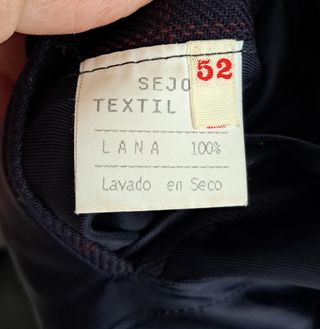 SEJO
52
TEXTIL
LANA 100%
Lavado en Seco